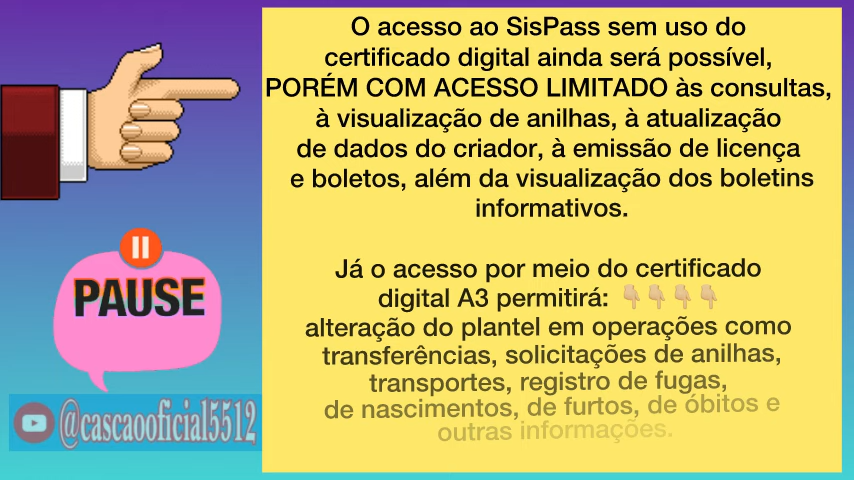 O acesso ao SisPass sem uso do
certificado digital ainda será possível,
PORÉM COM ACESSO LIMITADO às consultas,
à visualização de anilhas, à atualização
de dados do criador, à emissão de licença
e boletos, além da visualização dos boletins
informativos.
Já o acesso por meio do certificado
digital A3 permitirá: 👇🏼👇🏼👇🏼👇🏼
alteração do plantel em operações como
transferências, solicitações de anilhas,
transportes, registro de fugas,
de nascimentos, de furtos, de óbitos e
outras informações.
PAUSE
@cascaooficial5512